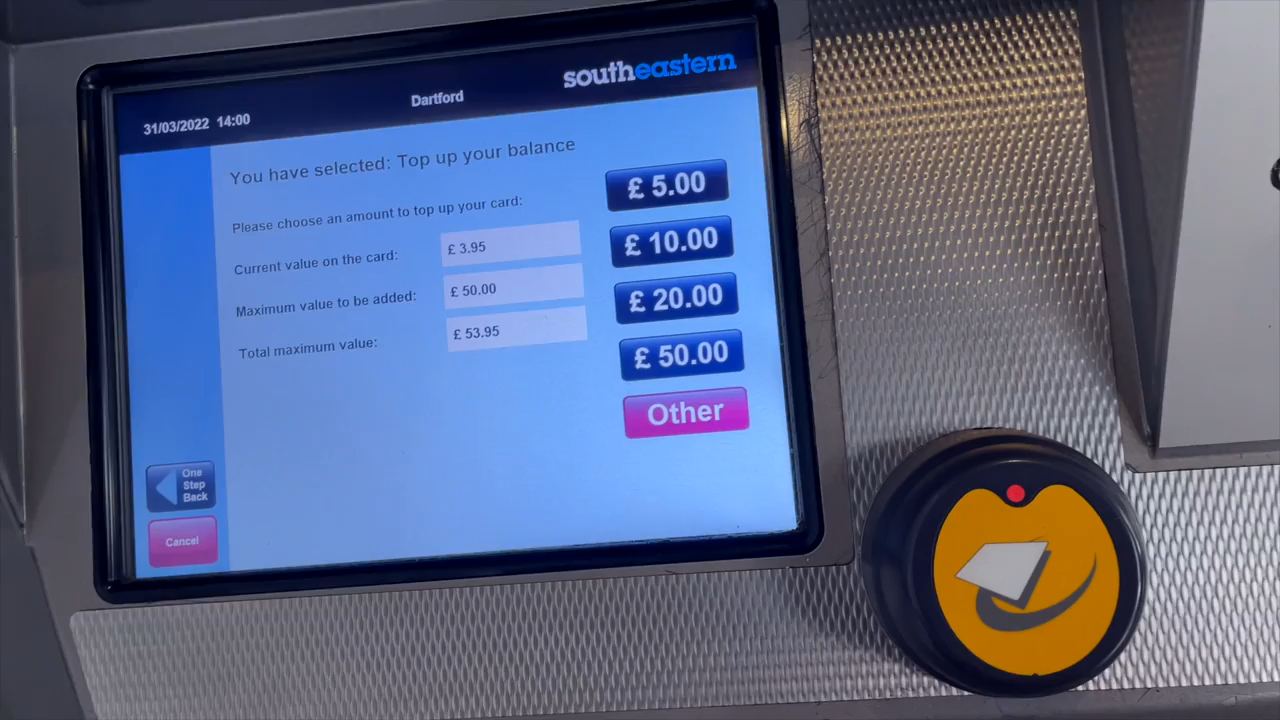 southeastern
Dartford
31/03/2022 14:00
You have selected: Top up your balance
Please choose an amount to top up your card:
Current value on the card: £ 3.95
Maximum value to be added: £ 50.00
Total maximum value: £ 53.95
£ 5.00
£ 10.00
£ 20.00
£ 50.00
Other
One
Step
Back
Cancel